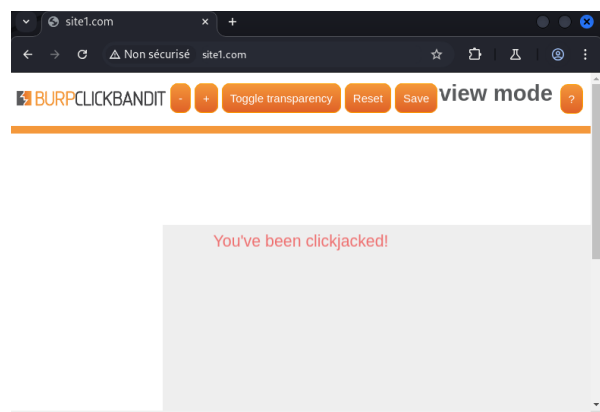 site1.com
Non sécurisé site1.com
BURPCLICKBANDIT - + Toggle transparency Reset Save view mode ?
You've been clickjacked!